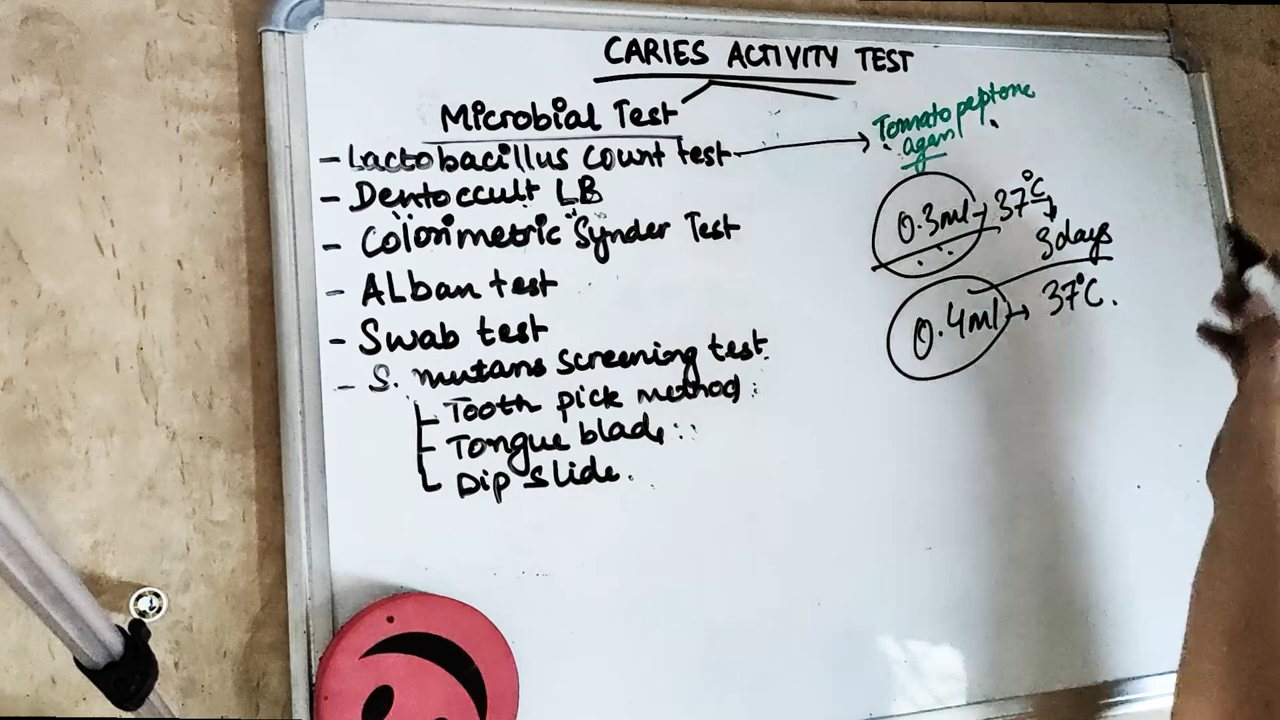 CARIES ACTIVITY TEST
Microbial Test
- Lactobacillus count test → Tomato peptone
agar
- Dentoccult LB
- Colorimetric "Synder Test
- Alban test
- Swab test
- S. mutans screening test
Tooth pick method
Tongue blade
Dip slide.
0.3ml → 37°C
3days
0.4ml → 37°C.